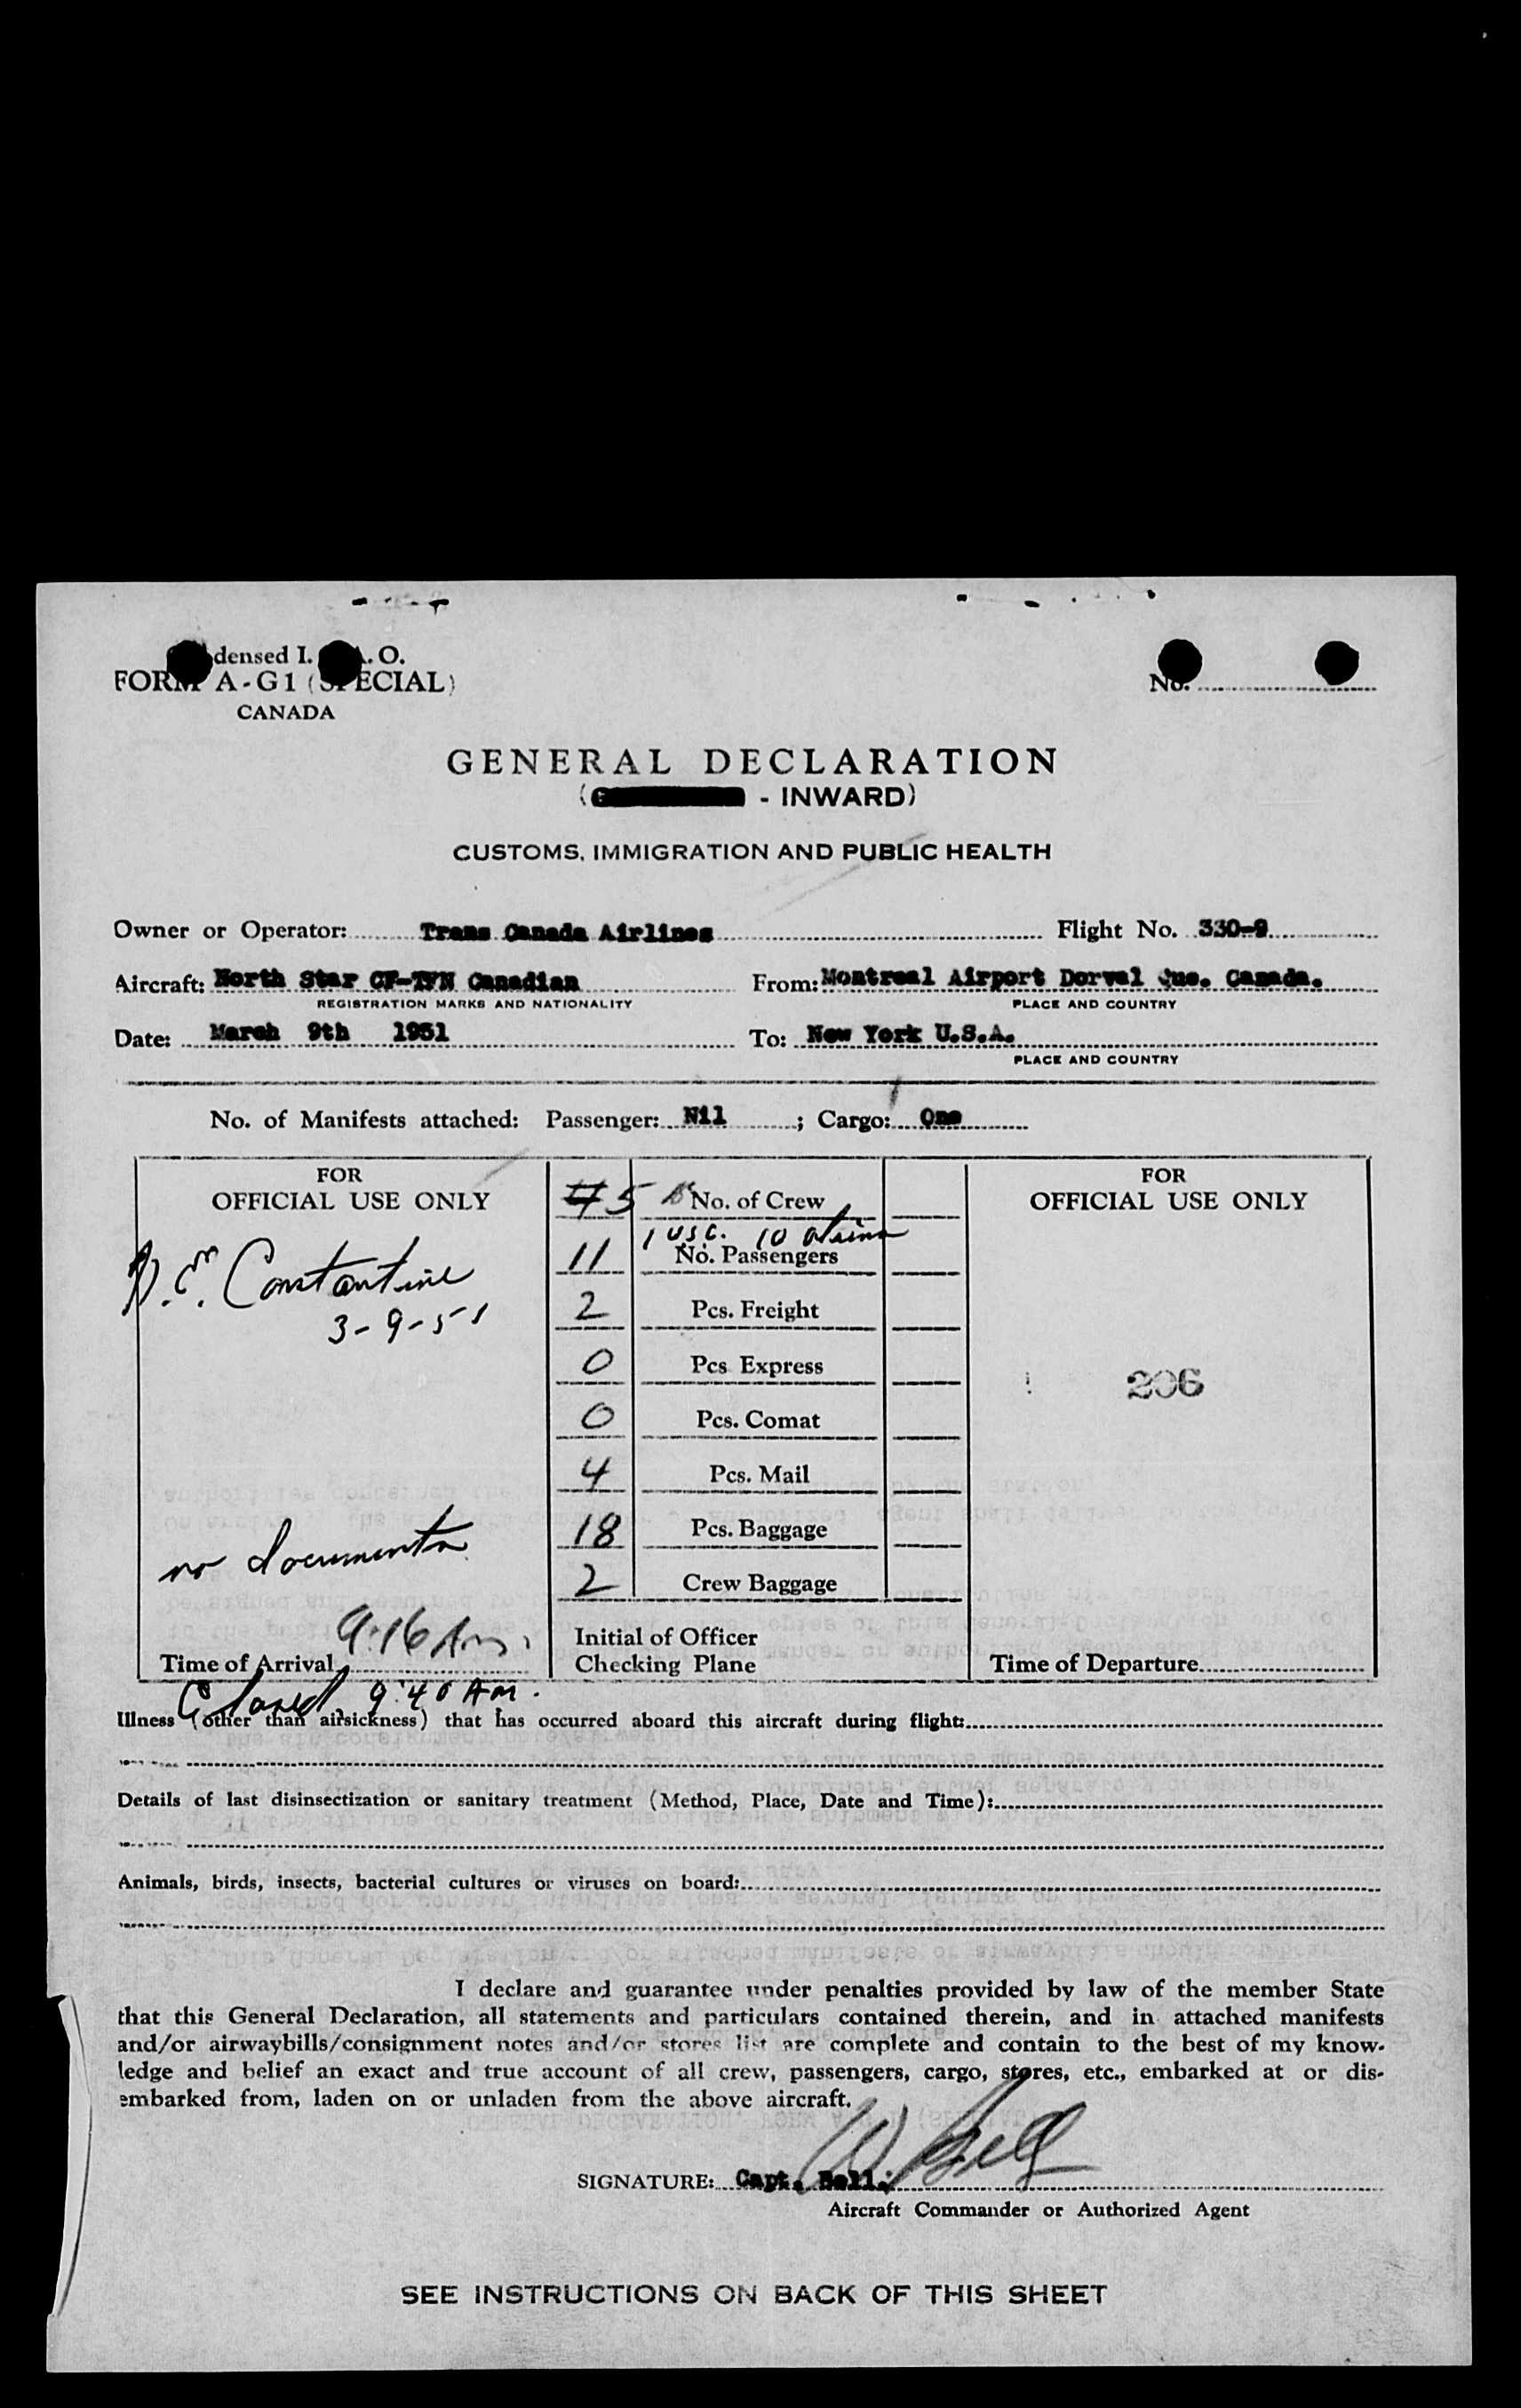 densed I. A. O. No.
FORM A-G1 (SPECIAL)
CANADA
GENERAL DECLARATION
( - INWARD)
CUSTOMS, IMMIGRATION AND PUBLIC HEALTH
Owner or Operator: Trans Canada Airlines Flight No. 330-9
Aircraft: North Star CF-TFN Canadian From: Montreal Airport Dorval Que. Canada.
REGISTRATION MARKS AND NATIONALITY PLACE AND COUNTRY
Date: March 9th 1951 To: New York U.S.A.
PLACE AND COUNTRY
No. of Manifests attached: Passenger: Nil ; Cargo: One
FOR
OFFICIAL USE ONLY
Constantine
3-9-51
no documents
Time of Arrival 9:16 Am.
Closed 9:40 AM.
5 No. of Crew
1 USC. 10 Aliens
11 No. Passengers
2 Pcs. Freight
0 Pcs Express
0 Pcs. Comat
4 Pcs. Mail
18 Pcs. Baggage
2 Crew Baggage
Initial of Officer
Checking Plane
FOR
OFFICIAL USE ONLY
206
Time of Departure
Illness (other than airsickness) that has occurred aboard this aircraft during flight:
Details of last disinsectization or sanitary treatment (Method, Place, Date and Time):
Animals, birds, insects, bacterial cultures or viruses on board:
I declare and guarantee under penalties provided by law of the member State
that this General Declaration, all statements and particulars contained therein, and in attached manifests
and/or airwaybills/consignment notes and/or stores list are complete and contain to the best of my know-
ledge and belief an exact and true account of all crew, passengers, cargo, stores, etc., embarked at or dis-
embarked from, laden on or unladen from the above aircraft.
W Bell
SIGNATURE: Capt. Bell.
Aircraft Commander or Authorized Agent
SEE INSTRUCTIONS ON BACK OF THIS SHEET